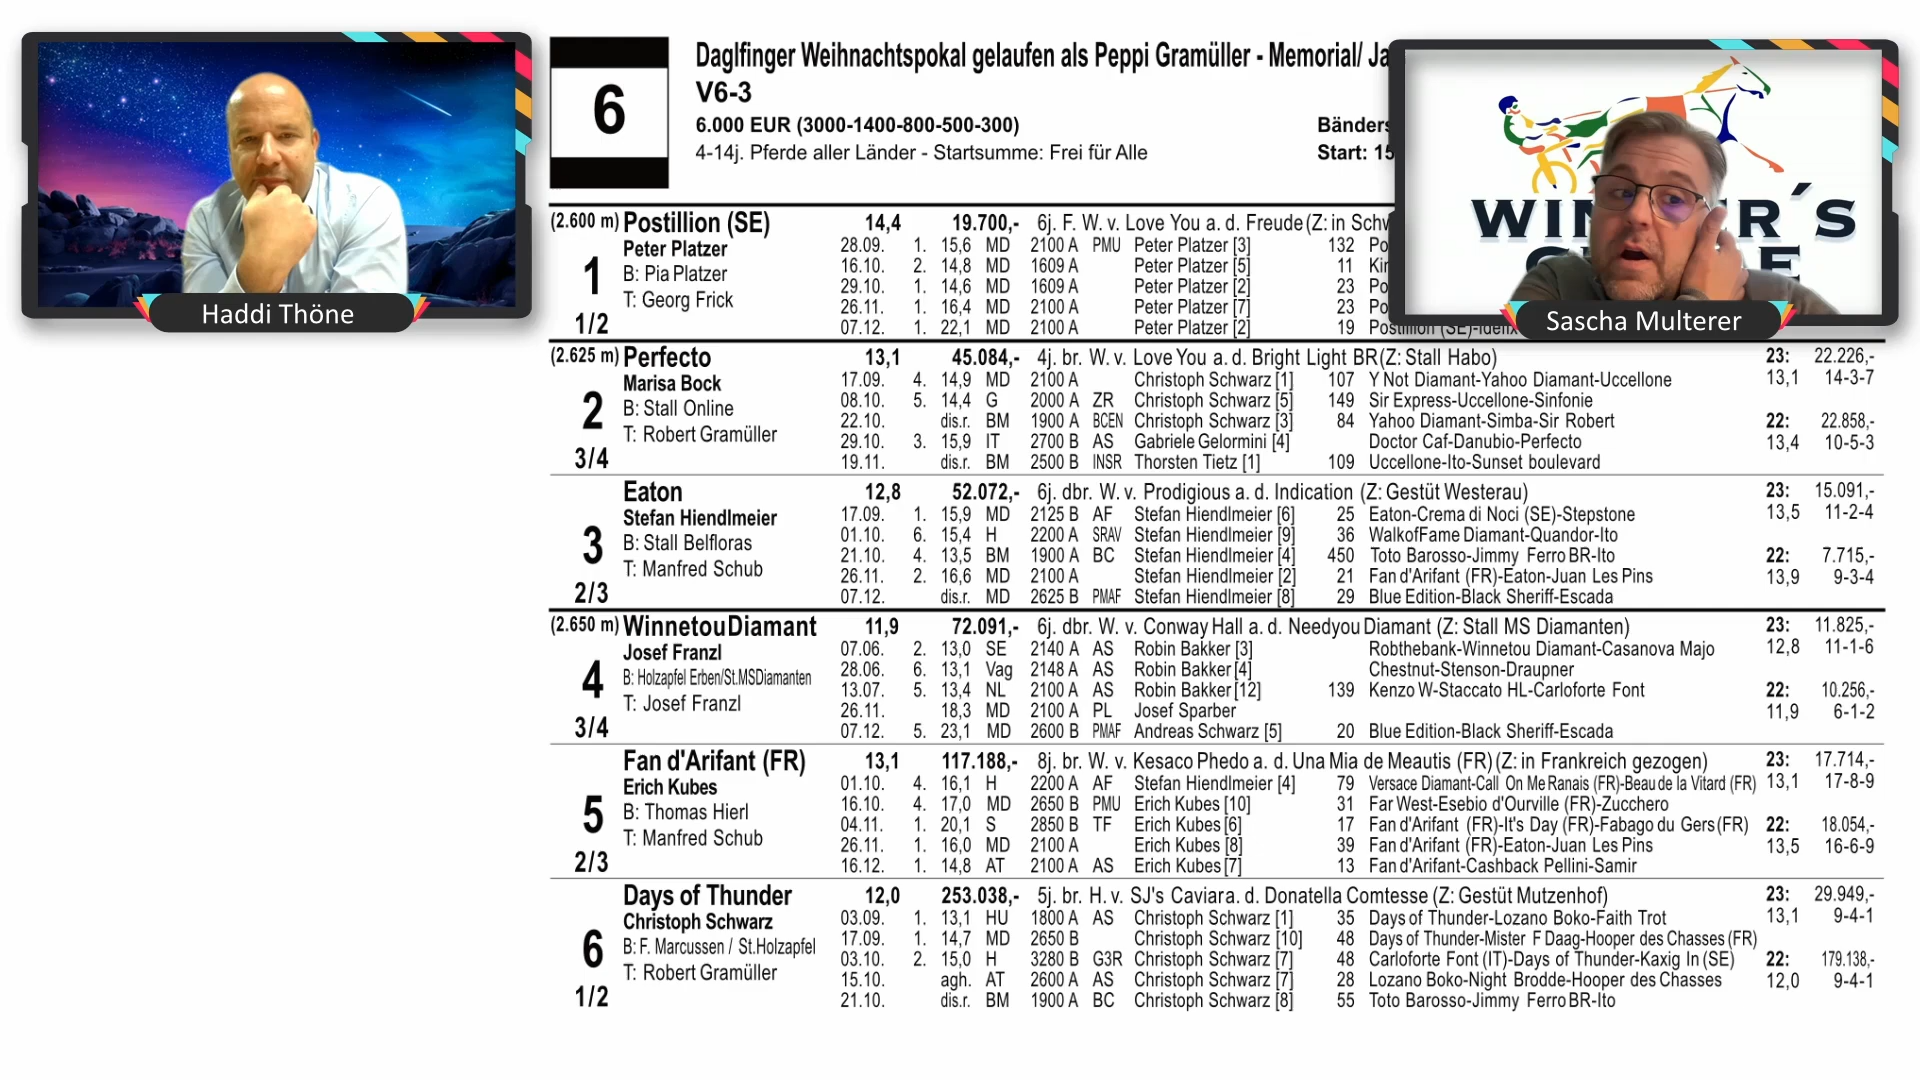 Haddi Thöne
Sascha Multerer
WIN R´S
6
Daglfinger Weihnachtspokal gelaufen als Peppi Gramüller - Memorial/ Ja
V6-3
6.000 EUR (3000-1400-800-500-300) Bänders
4-14j. Pferde aller Länder - Startsumme: Frei für Alle Start: 15
(2.600 m) Postillion (SE) 14,4 19.700,- 6j. F. W. v. Love You a. d. Freude (Z: in Schw
Peter Platzer 28.09. 1. 15,6 MD 2100 A PMU Peter Platzer [3] 132 Po
1 B: Pia Platzer 16.10. 2. 14,8 MD 1609 A Peter Platzer [5] 11 Kin
T: Georg Frick 29.10. 1. 14,6 MD 1609 A Peter Platzer [2] 23 Po
26.11. 1. 16,4 MD 2100 A Peter Platzer [7] 23 Po
1/2 07.12. 1. 22,1 MD 2100 A Peter Platzer [2] 19 Postillion (SE)-Idefix
(2.625 m) Perfecto 13,1 45.084,- 4j. br. W. v. Love You a. d. Bright Light BR (Z: Stall Habo) 23: 22.226,-
Marisa Bock 17.09. 4. 14,9 MD 2100 A Christoph Schwarz [1] 107 Y Not Diamant-Yahoo Diamant-Uccellone 13,1 14-3-7
2 B: Stall Online 08.10. 5. 14,4 G 2000 A ZR Christoph Schwarz [5] 149 Sir Express-Uccellone-Sinfonie
T: Robert Gramüller 22.10. dis.r. BM 1900 A BCEN Christoph Schwarz [3] 84 Yahoo Diamant-Simba-Sir Robert 22: 22.858,-
29.10. 3. 15,9 IT 2700 B AS Gabriele Gelormini [4] Doctor Caf-Danubio-Perfecto 13,4 10-5-3
3/4 19.11. dis.r. BM 2500 B INSR Thorsten Tietz [1] 109 Uccellone-Ito-Sunset boulevard
Eaton 12,8 52.072,- 6j. dbr. W. v. Prodigious a. d. Indication (Z: Gestüt Westerau) 23: 15.091,-
Stefan Hiendlmeier 17.09. 1. 15,9 MD 2125 B AF Stefan Hiendlmeier [6] 25 Eaton-Crema di Noci (SE)-Stepstone 13,5 11-2-4
3 B: Stall Belfloras 01.10. 6. 15,4 H 2200 A SRAV Stefan Hiendlmeier [9] 36 WalkofFame Diamant-Quandor-Ito
T: Manfred Schub 21.10. 4. 13,5 BM 1900 A BC Stefan Hiendlmeier [4] 450 Toto Barosso-Jimmy Ferro BR-Ito 22: 7.715,-
26.11. 2. 16,6 MD 2100 A Stefan Hiendlmeier [2] 21 Fan d'Arifant (FR)-Eaton-Juan Les Pins 13,9 9-3-4
2/3 07.12. dis.r. MD 2625 B PMAF Stefan Hiendlmeier [8] 29 Blue Edition-Black Sheriff-Escada
(2.650 m) Winnetou Diamant 11,9 72.091,- 6j. dbr. W. v. Conway Hall a. d. Needyou Diamant (Z: Stall MS Diamanten) 23: 11.825,-
Josef Franzl 07.06. 2. 13,0 SE 2140 A AS Robin Bakker [3] Robthebank-Winnetou Diamant-Casanova Majo 12,8 11-1-6
4 B: Holzapfel Erben/St.MSDiamanten 28.06. 6. 13,1 Vag 2148 A AS Robin Bakker [4] Chestnut-Stenson-Draupner
T: Josef Franzl 13.07. 5. 13,4 NL 2100 A AS Robin Bakker [12] 139 Kenzo W-Staccato HL-Carloforte Font 22: 10.256,-
26.11. 18,3 MD 2100 A PL Josef Sparber 11,9 6-1-2
3/4 07.12. 5. 23,1 MD 2600 B PMAF Andreas Schwarz [5] 20 Blue Edition-Black Sheriff-Escada
Fan d'Arifant (FR) 13,1 117.188,- 8j. br. W. v. Kesaco Phedo a. d. Una Mia de Meautis (FR) (Z: in Frankreich gezogen) 23: 17.714,-
Erich Kubes 01.10. 4. 16,1 H 2200 A AF Stefan Hiendlmeier [4] 79 Versace Diamant-Call On Me Ranais (FR)-Beau de la Vitard (FR) 13,1 17-8-9
5 B: Thomas Hierl 16.10. 4. 17,0 MD 2650 B PMU Erich Kubes [10] 31 Far West-Esebio d'Ourville (FR)-Zucchero
T: Manfred Schub 04.11. 1. 20,1 S 2850 B TF Erich Kubes [6] 17 Fan d'Arifant (FR)-It's Day (FR)-Fabago du Gers (FR) 22: 18.054,-
26.11. 1. 16,0 MD 2100 A Erich Kubes [8] 39 Fan d'Arifant (FR)-Eaton-Juan Les Pins 13,5 16-6-9
2/3 16.12. 1. 14,8 AT 2100 A AS Erich Kubes [7] 13 Fan d'Arifant-Cashback Pellini-Samir
Days of Thunder 12,0 253.038,- 5j. br. H. v. SJ's Caviar a. d. Donatella Comtesse (Z: Gestüt Mutzenhof) 23: 29.949,-
Christoph Schwarz 03.09. 1. 13,1 HU 1800 A AS Christoph Schwarz [1] 35 Days of Thunder-Lozano Boko-Faith Trot 13,1 9-4-1
6 B: F. Marcussen / St.Holzapfel 17.09. 1. 14,7 MD 2650 B Christoph Schwarz [10] 48 Days of Thunder-Mister F Daag-Hooper des Chasses (FR)
T: Robert Gramüller 03.10. 2. 15,0 H 3280 B G3R Christoph Schwarz [7] 48 Carloforte Font (IT)-Days of Thunder-Kaxig In (SE) 22: 179.138,-
15.10. agh. AT 2600 A AS Christoph Schwarz [7] 28 Lozano Boko-Night Brodde-Hooper des Chasses 12,0 9-4-1
1/2 21.10. dis.r. BM 1900 A BC Christoph Schwarz [8] 55 Toto Barosso-Jimmy Ferro BR-Ito